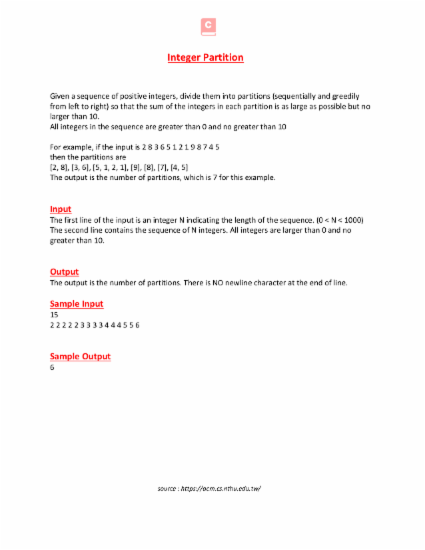 C
Integer Partition
Given a sequence of positive integers, divide them into partitions (sequentially and greedily
from left to right) so that the sum of the integers in each partition is as large as possible but no
larger than 10.
All integers in the sequence are greater than 0 and no greater than 10
For example, if the input is 2 8 3 6 5 1 2 1 9 8 7 4 5
then the partitions are
[2, 8], [3, 6], [5, 1, 2, 1], [9], [8], [7], [4, 5]
The output is the number of partitions, which is 7 for this example.
Input
The first line of the input is an integer N indicating the length of the sequence. (0 < N < 1000)
The second line contains the sequence of N integers. All integers are larger than 0 and no
greater than 10.
Output
The output is the number of partitions. There is NO newline character at the end of line.
Sample Input
15
2 2 2 2 2 3 3 3 3 4 4 4 5 5 6
Sample Output
6
source : https://acm.cs.nthu.edu.tw/